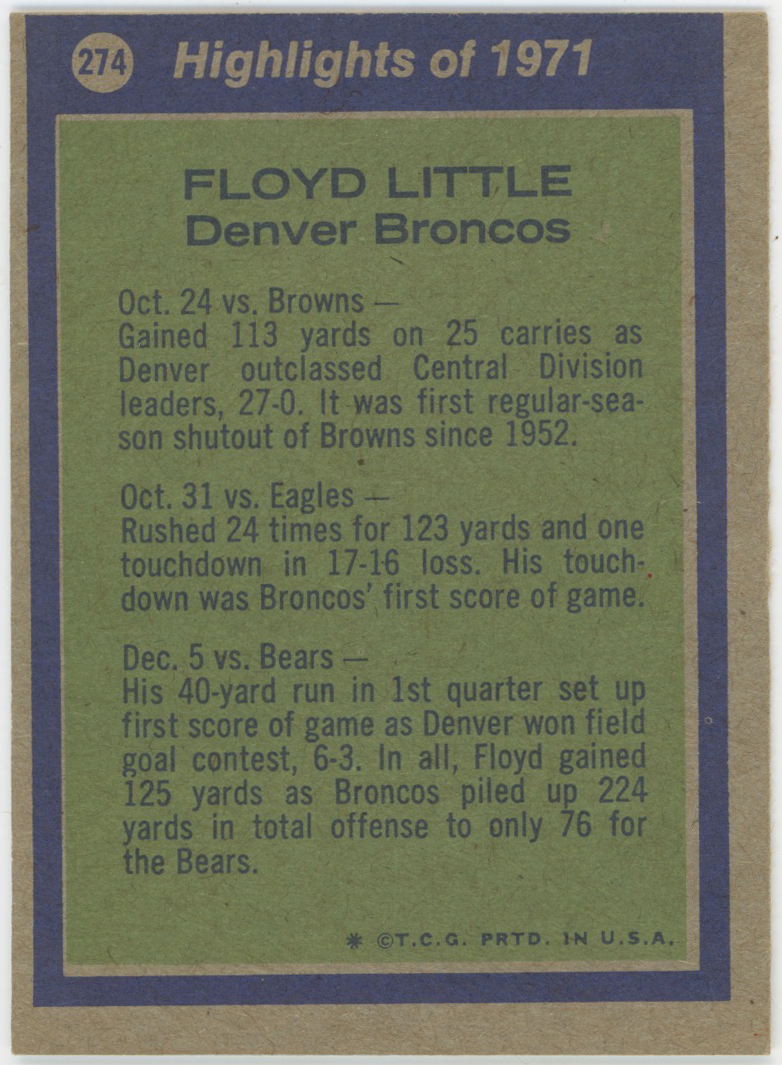 274 Highlights of 1971
FLOYD LITTLE
Denver Broncos
Oct. 24 vs. Browns —
Gained 113 yards on 25 carries as
Denver outclassed Central Division
leaders, 27-0. It was first regular-sea-
son shutout of Browns since 1952.
Oct. 31 vs. Eagles —
Rushed 24 times for 123 yards and one
touchdown in 17-16 loss. His touch-
down was Broncos' first score of game.
Dec. 5 vs. Bears —
His 40-yard run in 1st quarter set up
first score of game as Denver won field
goal contest, 6-3. In all, Floyd gained
125 yards as Broncos piled up 224
yards in total offense to only 76 for
the Bears.
* ©T.C.G. PRTD. IN U.S.A.